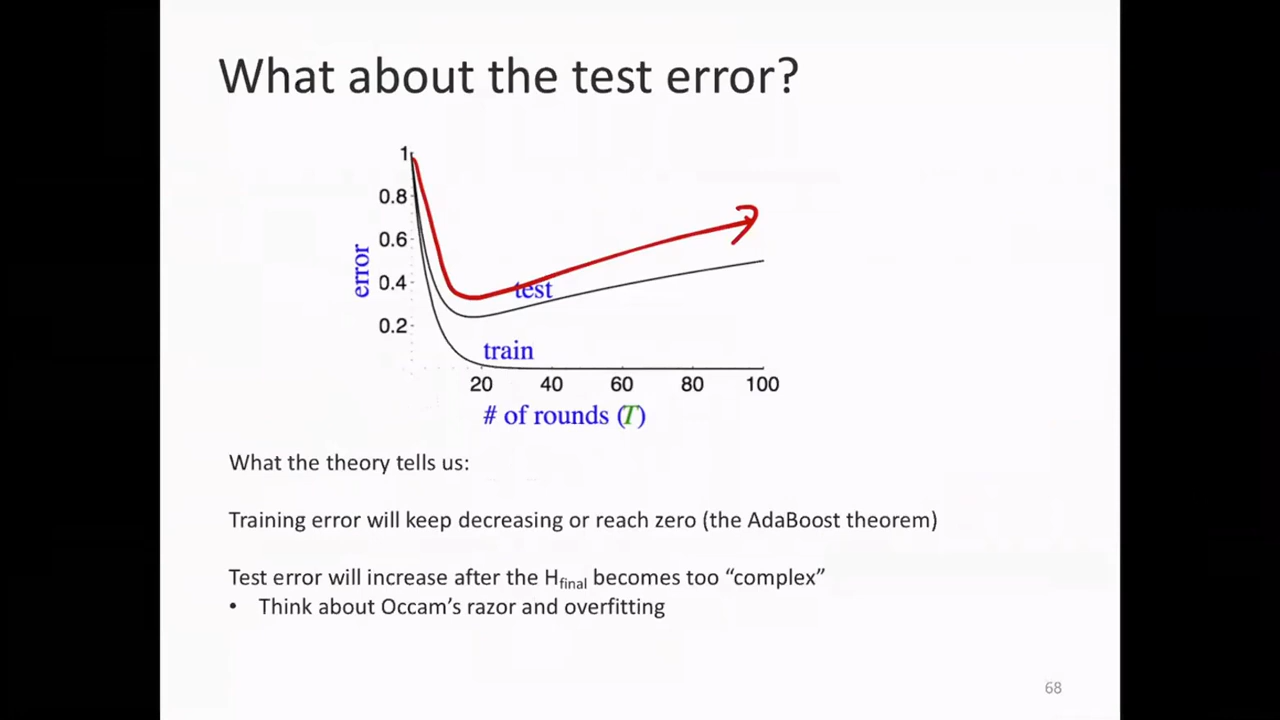 What about the test error?
1
0.8
0.6
0.4
0.2
error
test
train
20 40 60 80 100
# of rounds (T)
What the theory tells us:
Training error will keep decreasing or reach zero (the AdaBoost theorem)
Test error will increase after the Hfinal becomes too “complex”
• Think about Occam’s razor and overfitting
68